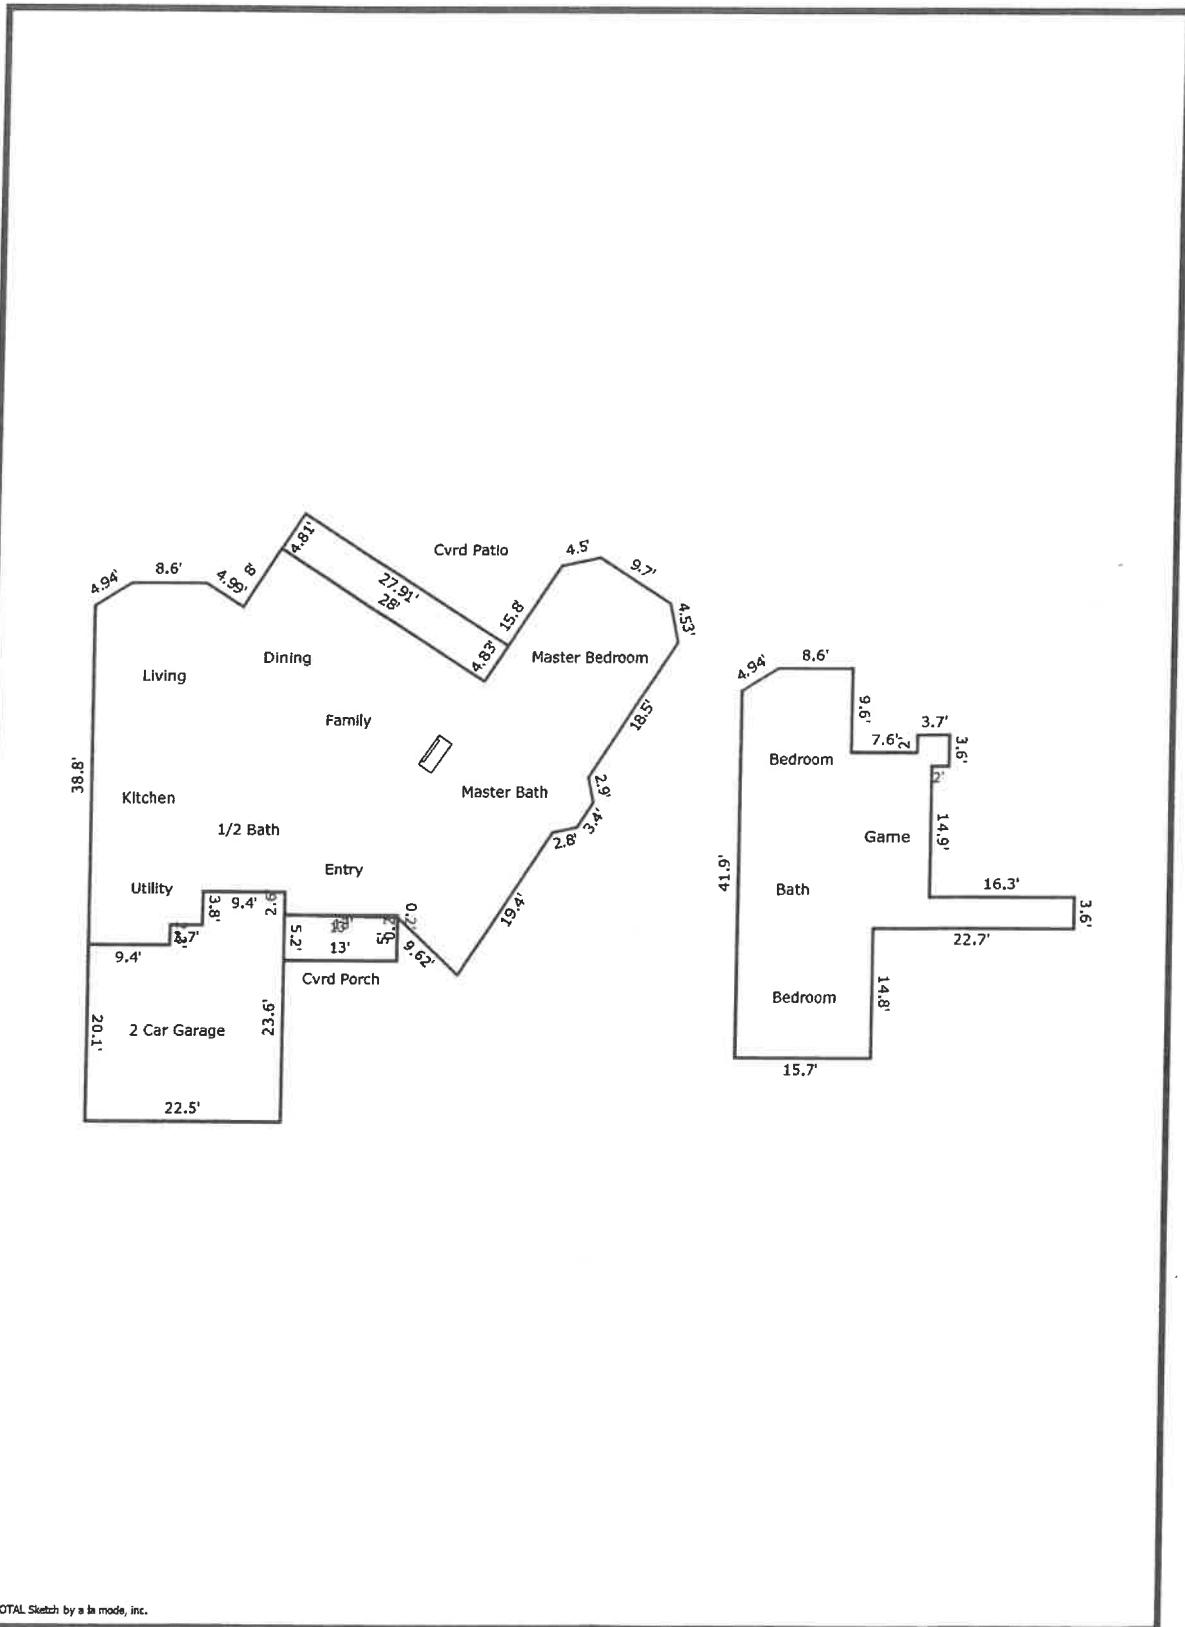 Cvrd Patio
4.81'
27.91'
28'
4.83'
15.8'
4.5'
9.7'
4.53'
4.94'
8.6'
4.99'
8'
Living
Dining
Family
Master Bedroom
18.5'
38.8'
Kitchen
1/2 Bath
Master Bath
2.9'
3.4'
2.8'
Utility
Entry
3.8'
9.4'
2.6'
0.2'
9.62'
19.4'
9.4'
5.2'
13'
Cvrd Porch
20.1'
2 Car Garage
23.6'
22.5'
4.94'
8.6'
9.6'
7.6'
2'
3.7'
3.6'
2'
Bedroom
14.9'
Game
41.9'
Bath
16.3'
3.6'
22.7'
Bedroom
14.8'
15.7'
OTAL Sketch by a la mode, inc.